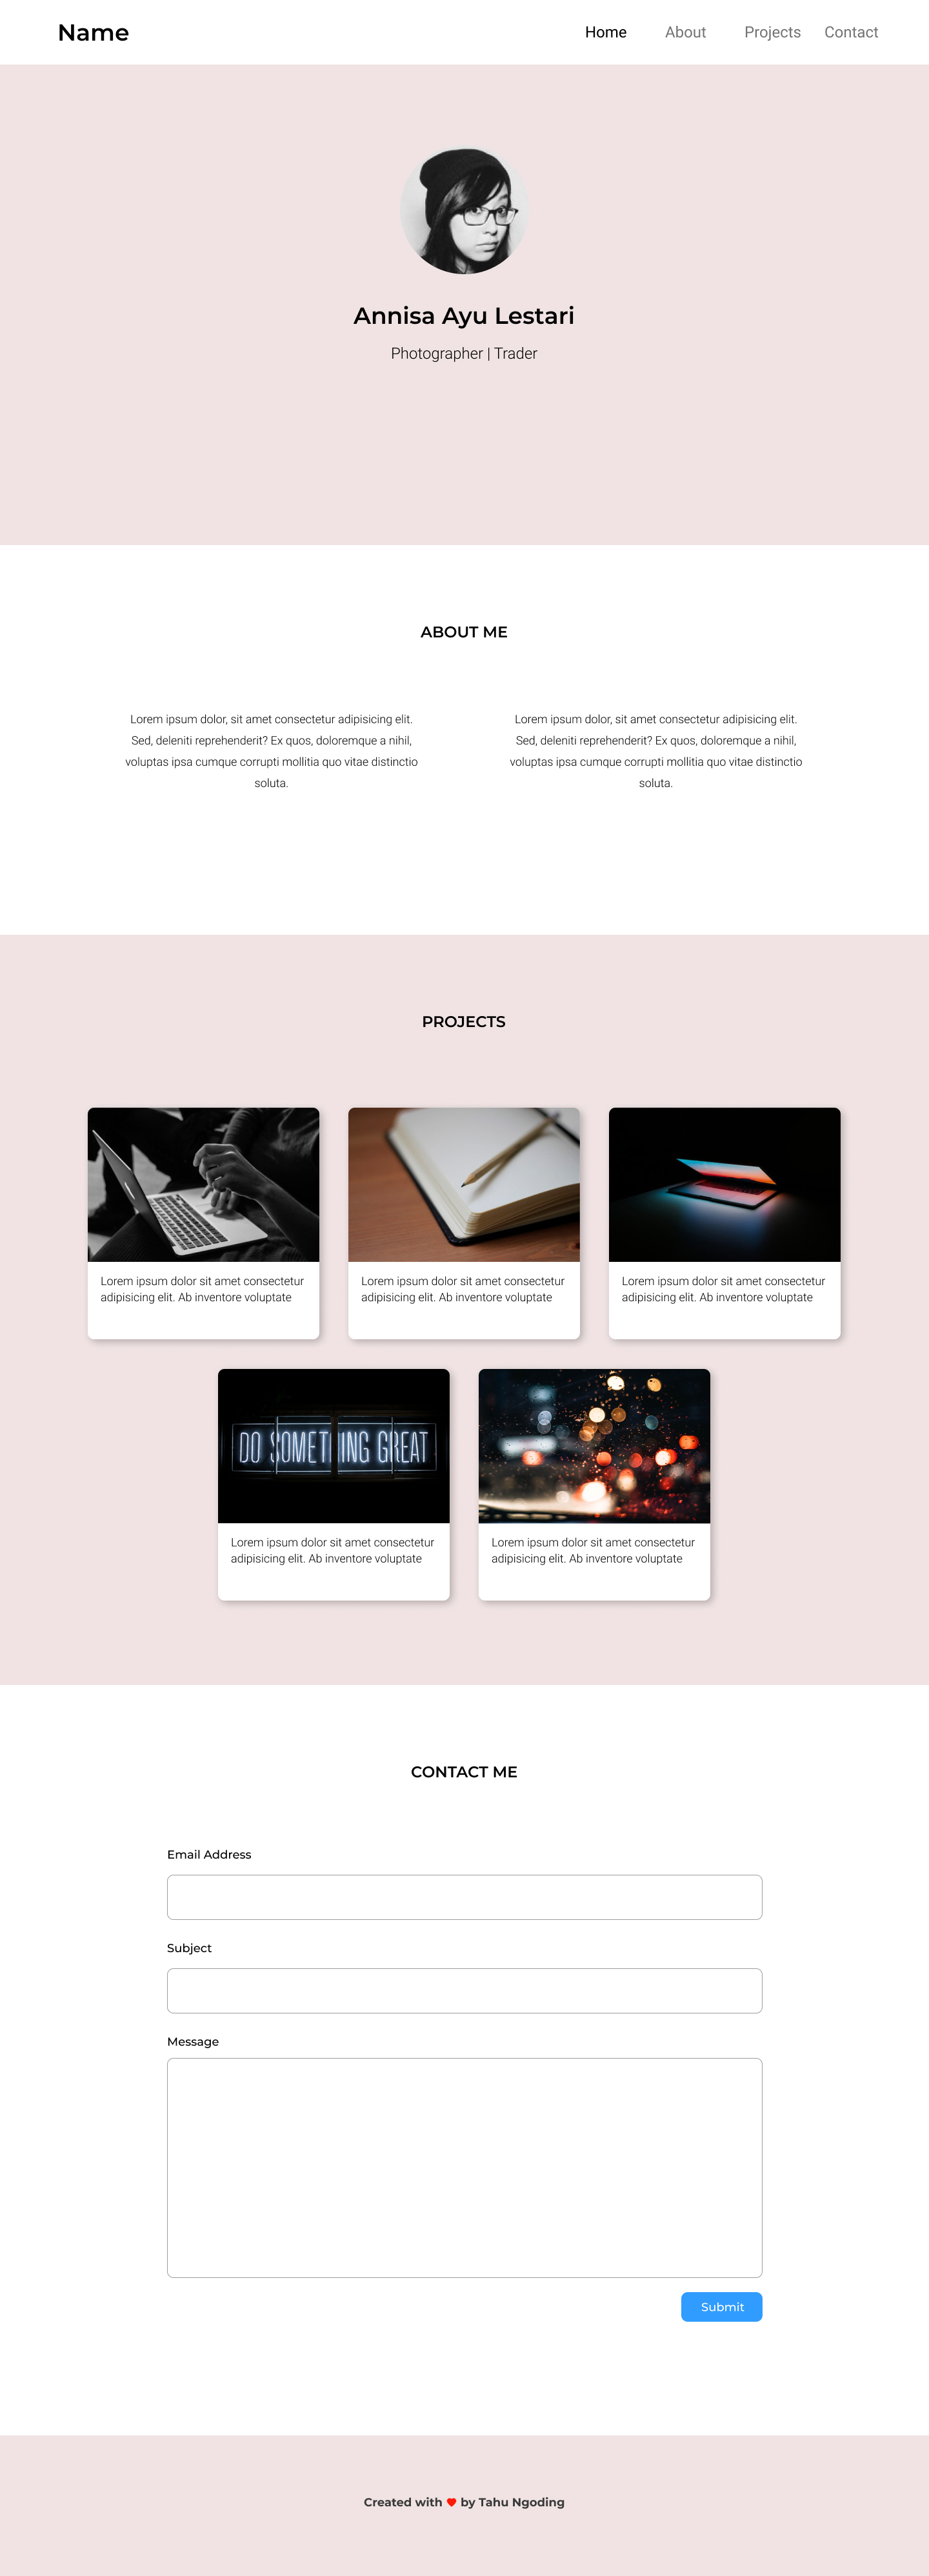 Name
Home About Projects Contact
Annisa Ayu Lestari
Photographer | Trader
ABOUT ME
Lorem ipsum dolor, sit amet consectetur adipisicing elit.
Sed, deleniti reprehenderit? Ex quos, doloremque a nihil,
voluptas ipsa cumque corrupti mollitia quo vitae distinctio
soluta.
Lorem ipsum dolor, sit amet consectetur adipisicing elit.
Sed, deleniti reprehenderit? Ex quos, doloremque a nihil,
voluptas ipsa cumque corrupti mollitia quo vitae distinctio
soluta.
PROJECTS
Lorem ipsum dolor sit amet consectetur
adipisicing elit. Ab inventore voluptate
Lorem ipsum dolor sit amet consectetur
adipisicing elit. Ab inventore voluptate
Lorem ipsum dolor sit amet consectetur
adipisicing elit. Ab inventore voluptate
DO SOMETHING GREAT
Lorem ipsum dolor sit amet consectetur
adipisicing elit. Ab inventore voluptate
Lorem ipsum dolor sit amet consectetur
adipisicing elit. Ab inventore voluptate
CONTACT ME
Email Address
Subject
Message
Submit
Created with ♥ by Tahu Ngoding